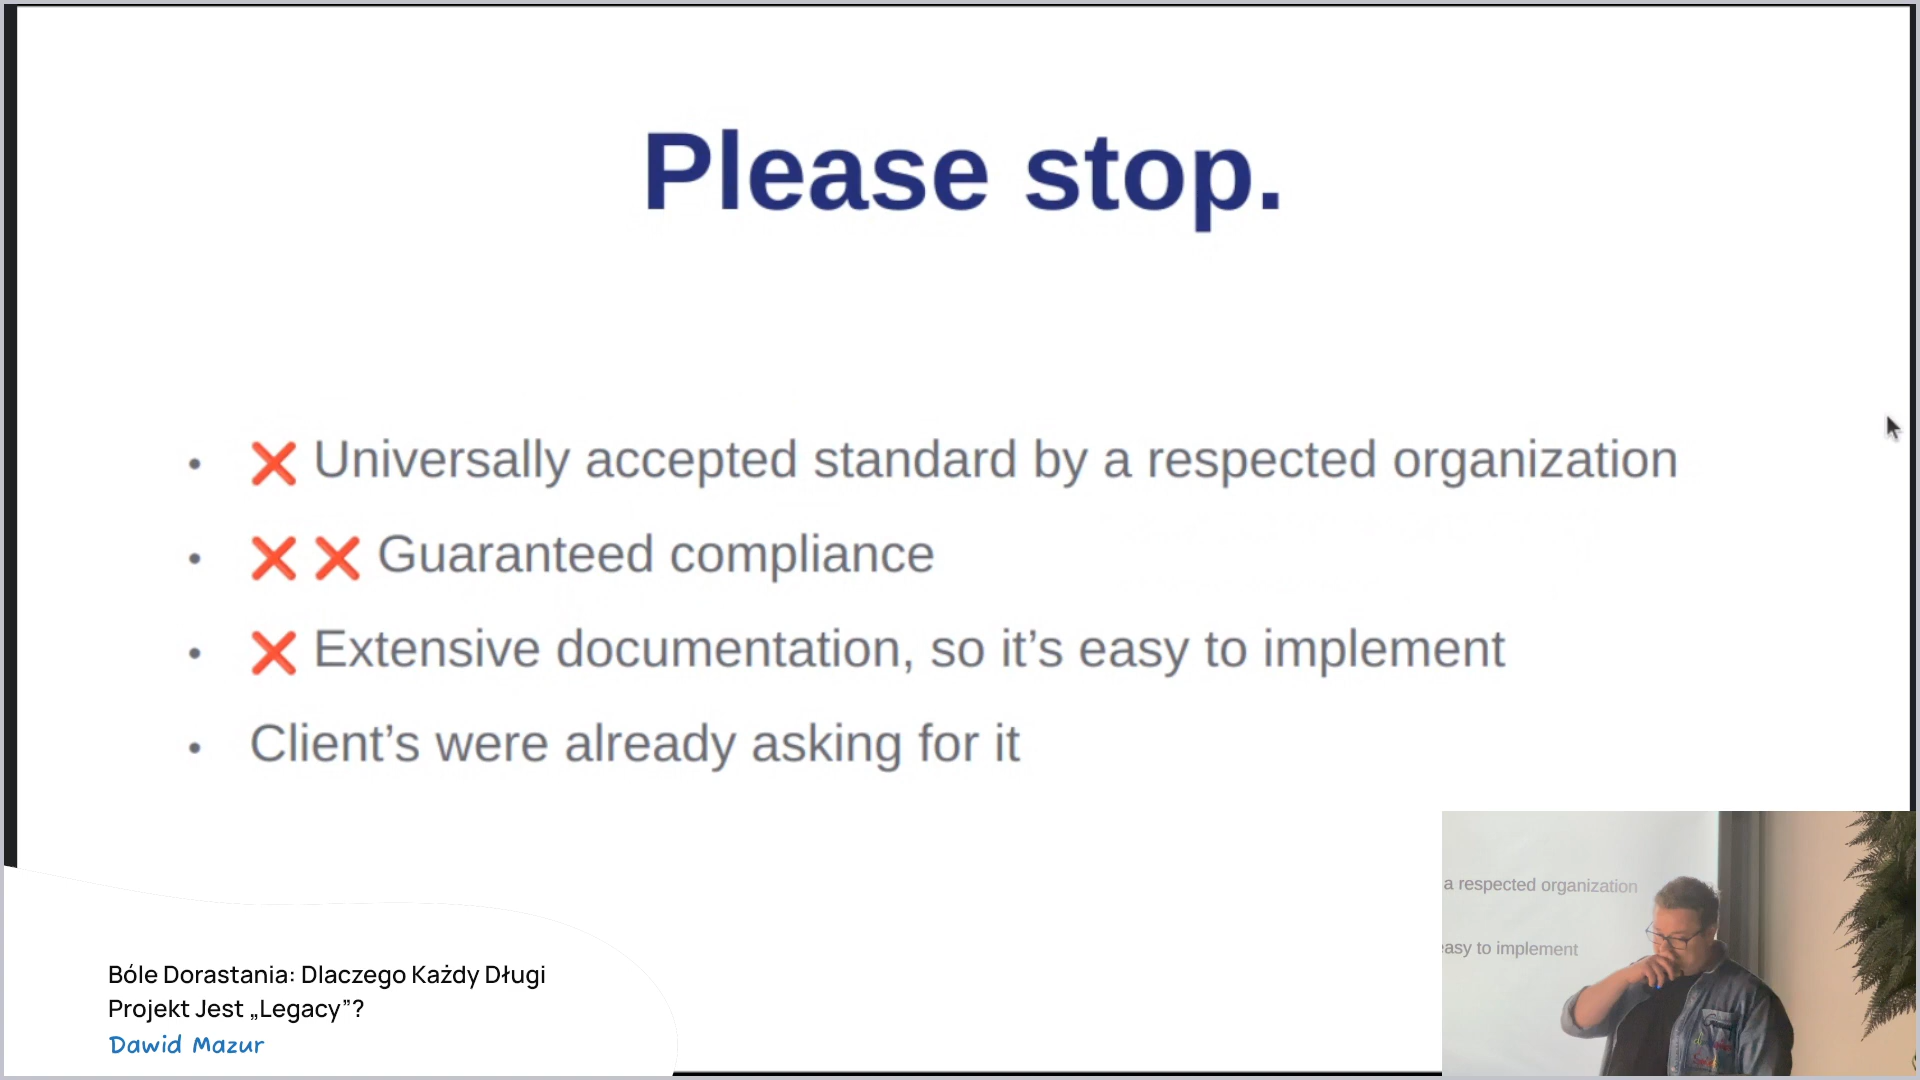 Please stop.
• ❌ Universally accepted standard by a respected organization
• ❌ ❌ Guaranteed compliance
• ❌ Extensive documentation, so it’s easy to implement
• Client’s were already asking for it
a respected organization
easy to implement
Bóle Dorastania: Dlaczego Każdy Długi
Projekt Jest „Legacy”?
Dawid Mazur